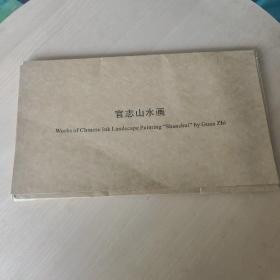 官志山水画
Works of Chinese Ink Landscape Painting "Shanshui" by Guan Zhi